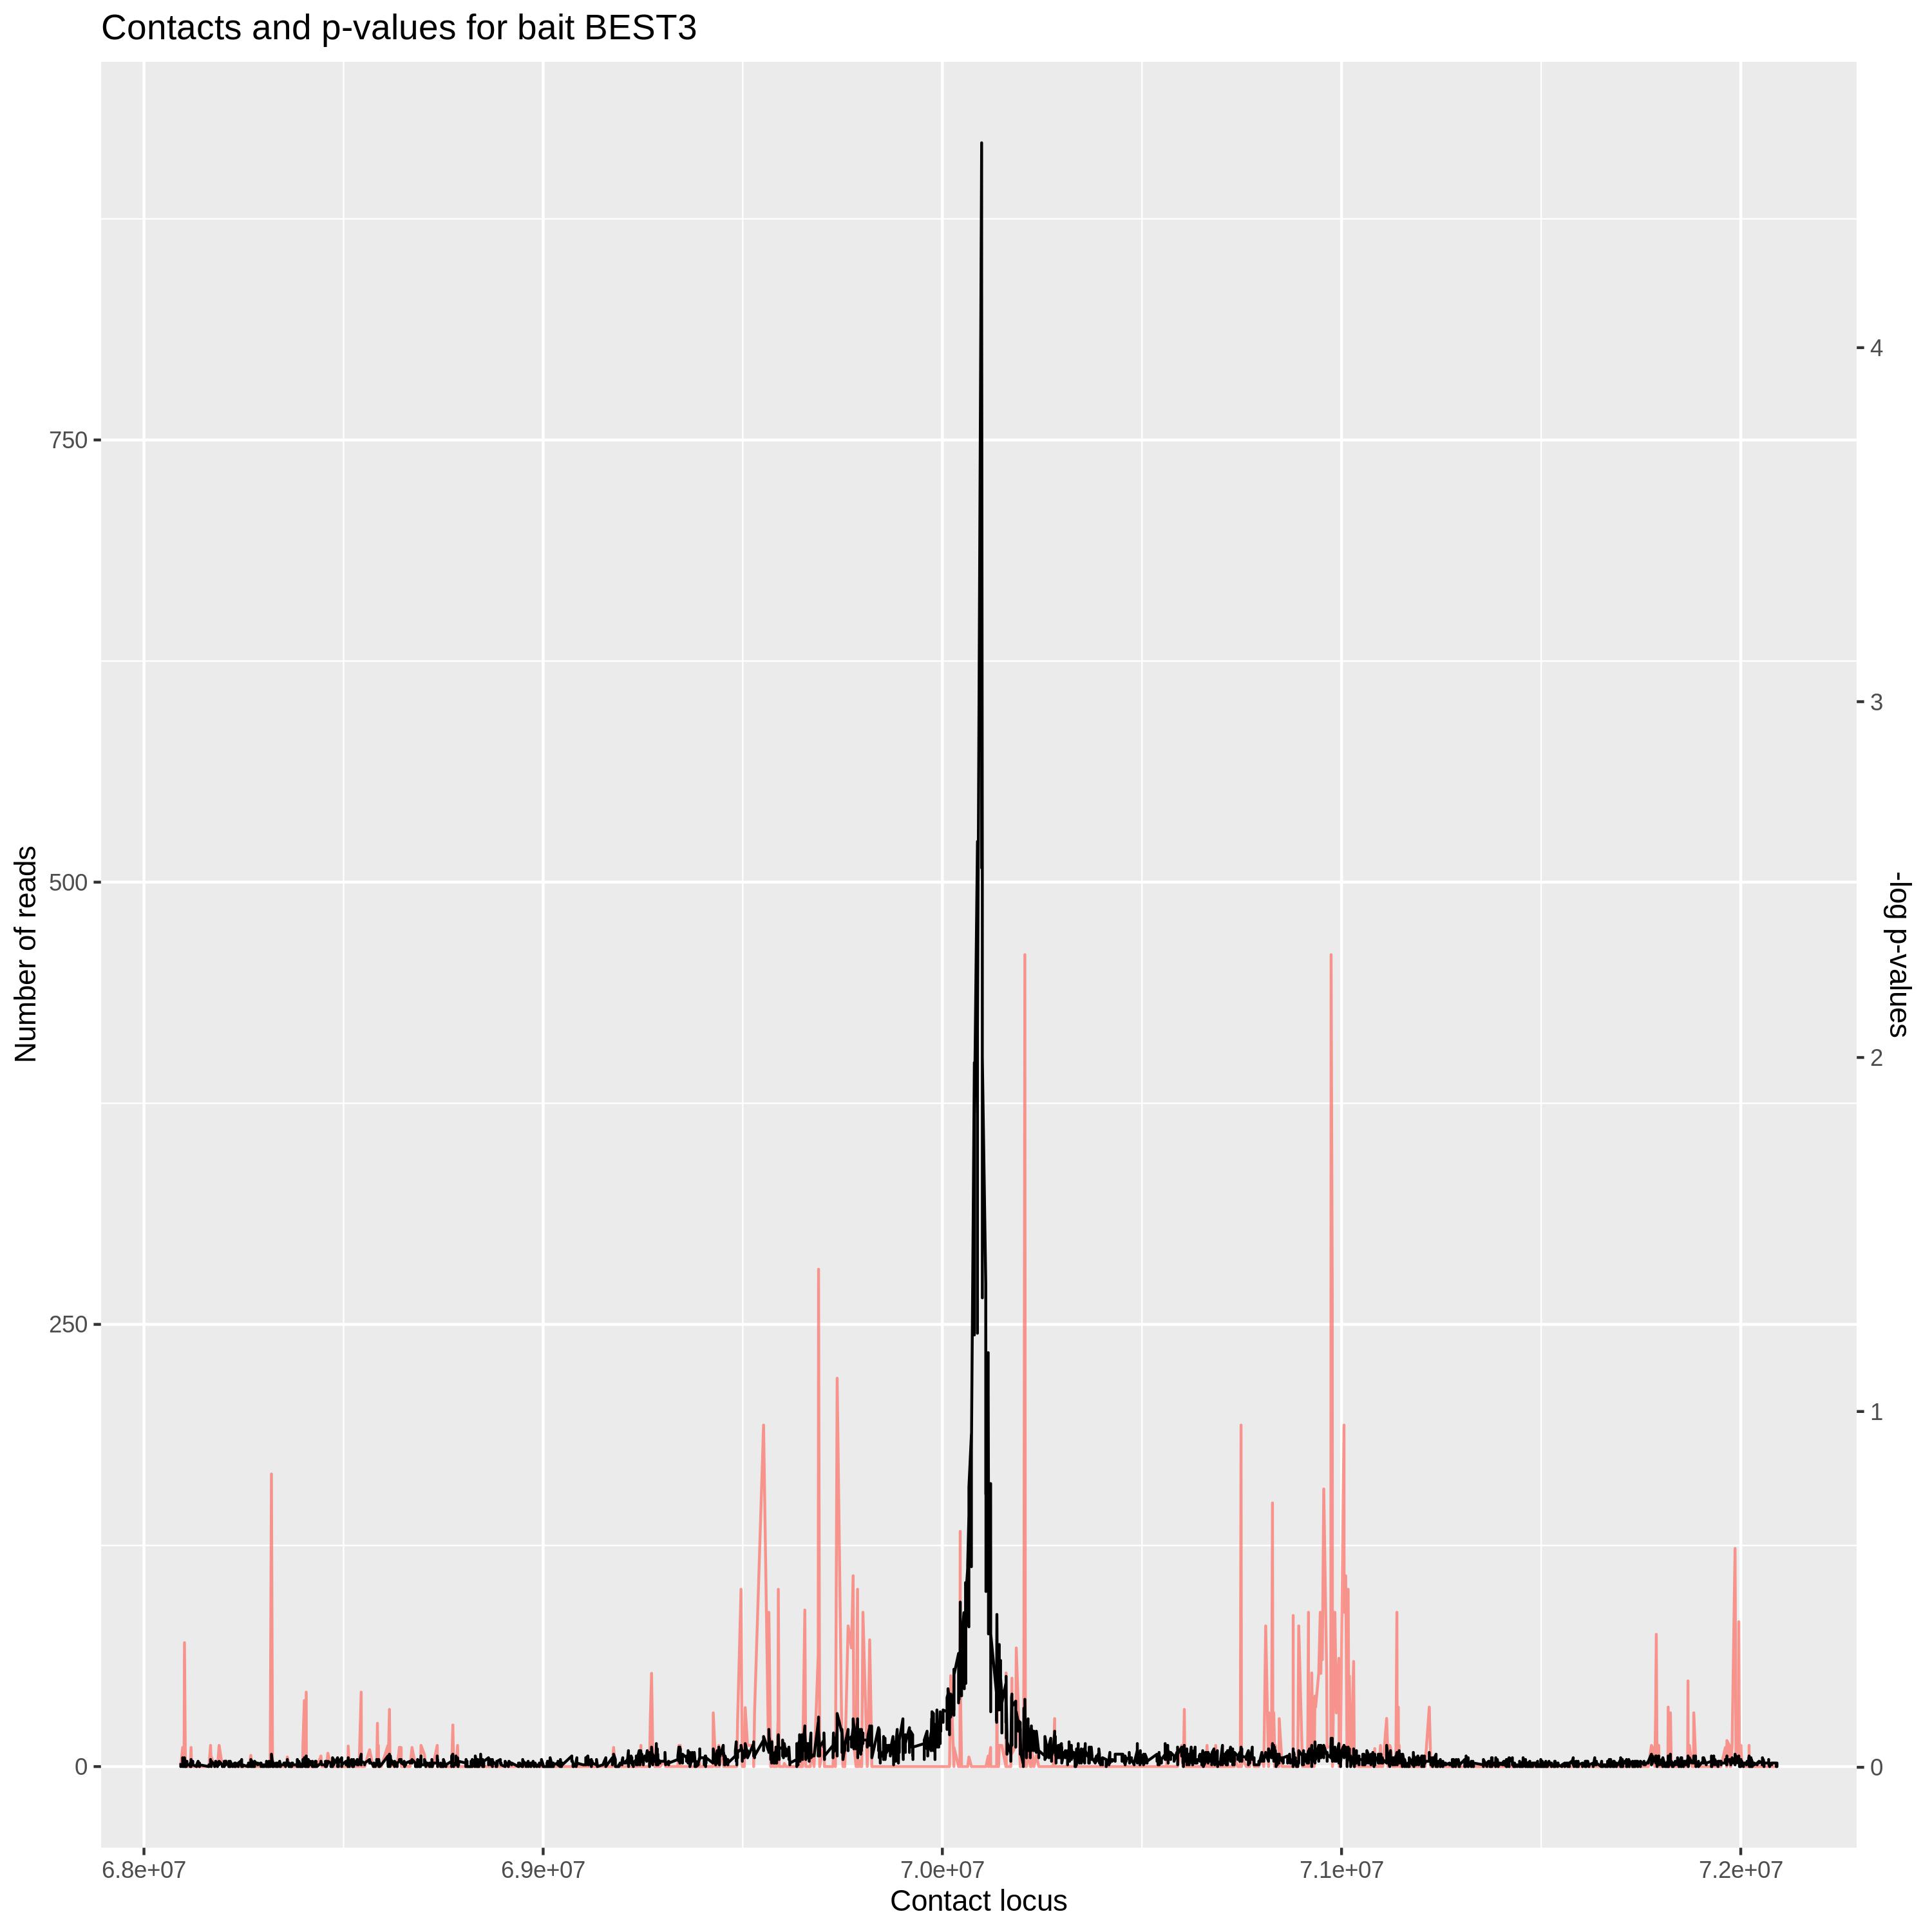 Contacts and p-values for bait BEST3
Number of reads
750
500
250
0
4
3
2
1
0
-log p-values
6.8e+07
6.9e+07
7.0e+07
7.1e+07
7.2e+07
Contact locus